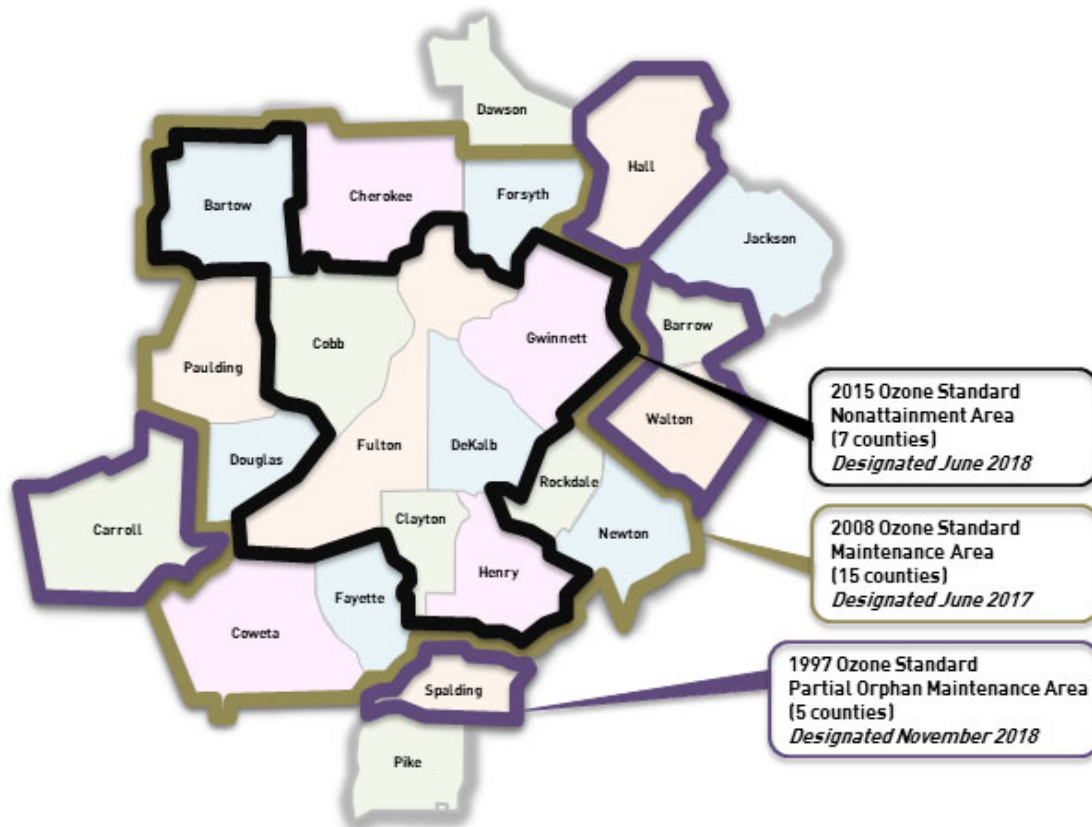 Dawson
Hall
Bartow
Cherokee
Forsyth
Jackson
Cobb
Gwinnett
Barrow
Paulding
2015 Ozone Standard
Nonattainment Area
(7 counties)
Designated June 2018
Walton
Fulton
DeKalb
Douglas
Rockdale
Carroll
Clayton
Newton
2008 Ozone Standard
Maintenance Area
(15 counties)
Designated June 2017
Henry
Fayette
Coweta
Spalding
1997 Ozone Standard
Partial Orphan Maintenance Area
(5 counties)
Designated November 2018
Pike